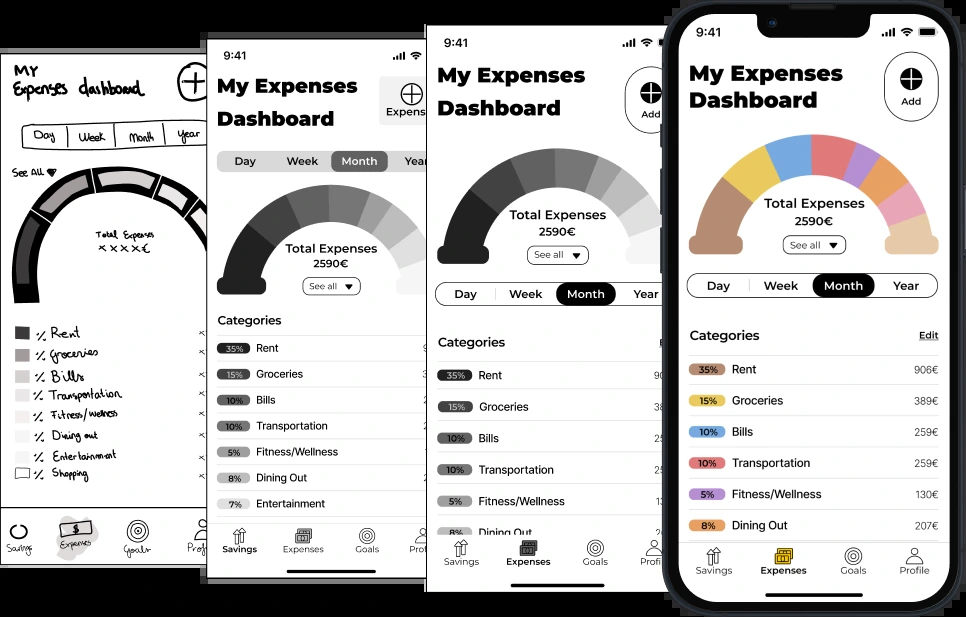 MY
Expenses dashboard
Day
Week
Month
Year
See All
Total Expenses
xxxx€
% Rent
% Groceries
% Bills
% Transportation
% Fitness/wellness
% Dining out
% Entertainment
% Shopping
Savings
$
Expenses
Goals
Prof
9:41
My Expenses
Dashboard
Expens
Day
Week
Month
Year
Total Expenses
2590€
See all
Categories
35% Rent
15% Groceries
10% Bills
10% Transportation
5% Fitness/Wellness
8% Dining Out
7% Entertainment
Savings
Expenses
Goals
Prof
9:41
My Expenses
Dashboard
Add
Total Expenses
2590€
See all
Day
Week
Month
Year
Categories
35% Rent 90
15% Groceries 38
10% Bills 25
10% Transportation 25
5% Fitness/Wellness 13
8% Dining Out
Savings
Expenses
Goals
Profi
9:41
My Expenses
Dashboard
Add
Total Expenses
2590€
See all
Day
Week
Month
Year
Categories
Edit
35% Rent 906€
15% Groceries 389€
10% Bills 259€
10% Transportation 259€
5% Fitness/Wellness 130€
8% Dining Out 207€
Savings
Expenses
Goals
Profile